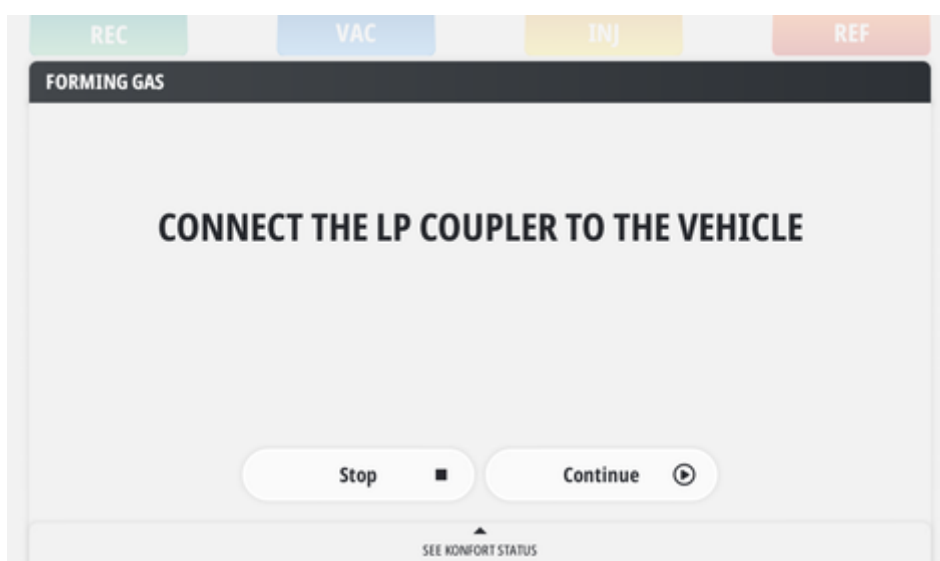 REC VAC INJ REF
FORMING GAS
CONNECT THE LP COUPLER TO THE VEHICLE
Stop Continue
SEE KONFORT STATUS